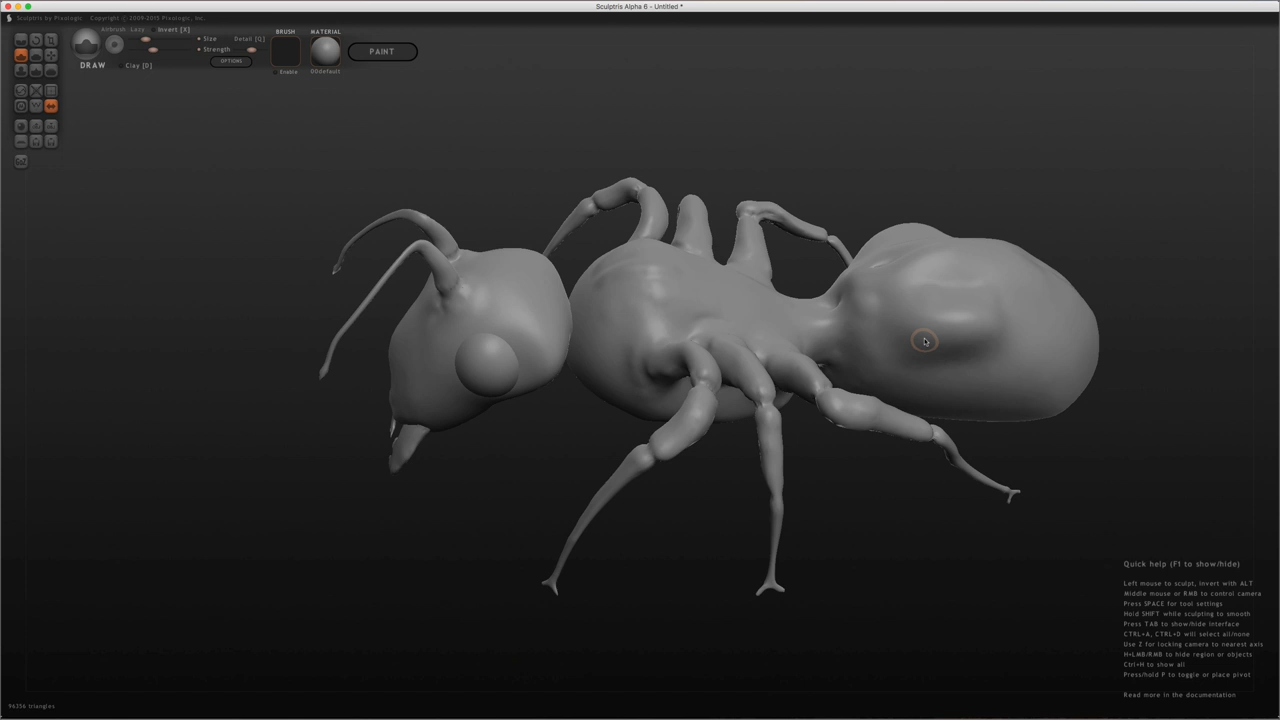 Sculptris Alpha 6 - Untitled *
Sculptris by Pixologic Copyright © 2009-2015 Pixologic, Inc.
Airbrush Lazy Invert [X]
Size Detail [Q]
Strength
OPTIONS
DRAW Clay [D]
BRUSH
Enable
MATERIAL
00default
PAINT
Quick help (F1 to show/hide)
Left mouse to sculpt, invert with ALT
Middle mouse or RMB to control camera
Press SPACE for tool settings
Hold SHIFT while sculpting to smooth
Press TAB to show/hide interface
CTRL+A, CTRL+D will select all/none
Use Z for locking camera to nearest axis
H+LMB/RMB to hide region or objects
Ctrl+H to show all
Press/hold P to toggle or place pivot
Read more in the documentation
96356 triangles